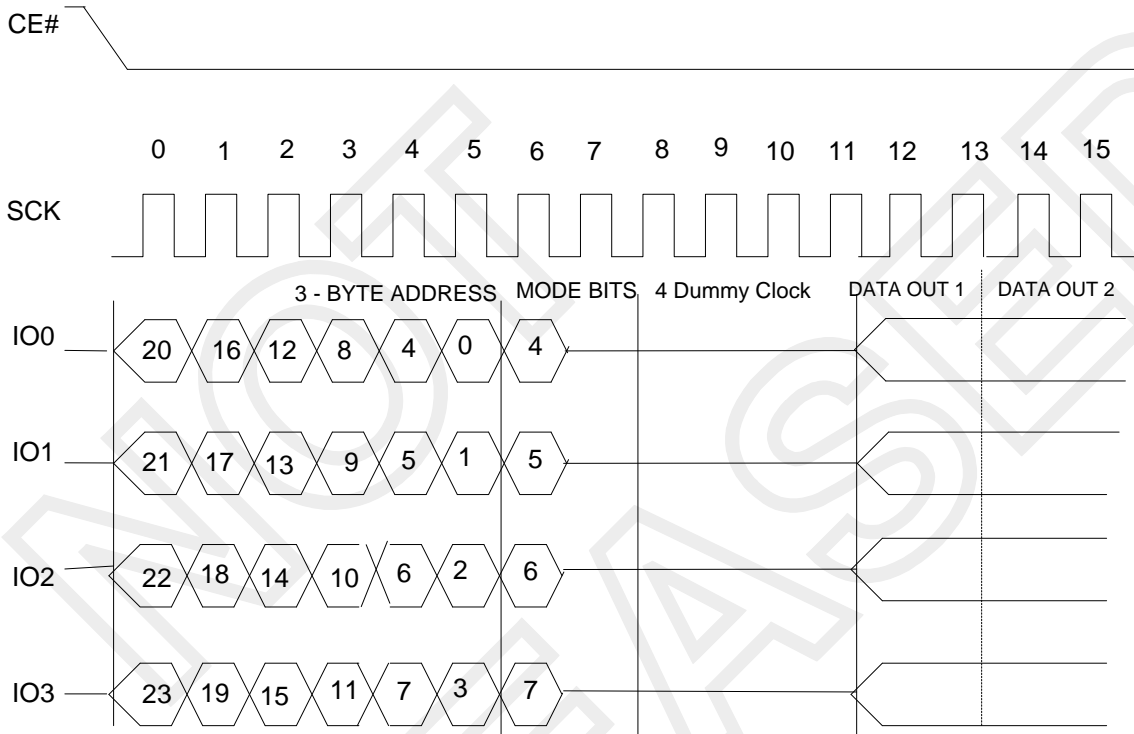 CE#
0 1 2 3 4 5 6 7 8 9 10 11 12 13 14 15
SCK
3 - BYTE ADDRESS MODE BITS 4 Dummy Clock DATA OUT 1 DATA OUT 2
IO0 20 16 12 8 4 0 4
IO1 21 17 13 9 5 1 5
IO2 22 18 14 10 6 2 6
IO3 23 19 15 11 7 3 7